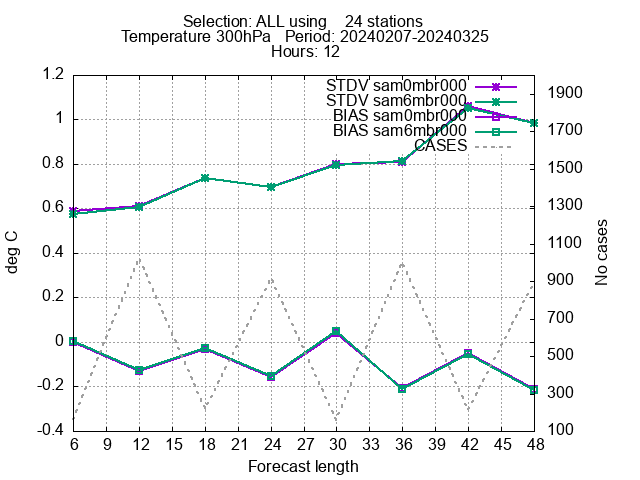 Selection: ALL using    24 stations
Temperature 300hPa   Period: 20240207-20240325
Hours: 12
STDV sam0mbr000
STDV sam6mbr000
BIAS sam0mbr000
BIAS sam6mbr000
CASES
1.2
1
0.8
0.6
0.4
0.2
0
-0.2
-0.4
deg C
1900
1700
1500
1300
1100
900
700
500
300
100
No cases
6 9 12 15 18 21 24 27 30 33 36 39 42 45 48
Forecast length